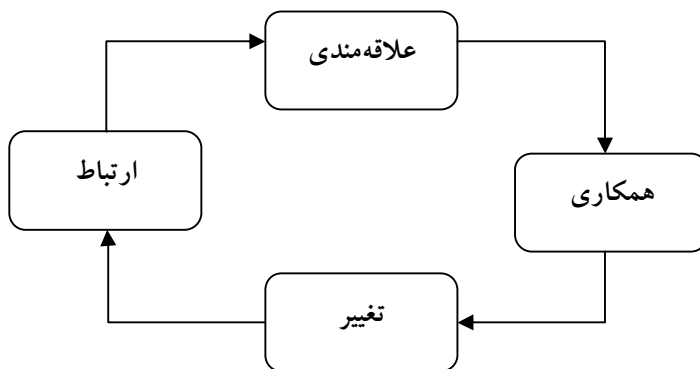 علاقه‌مندی
ارتباط
همکاری
تغییر